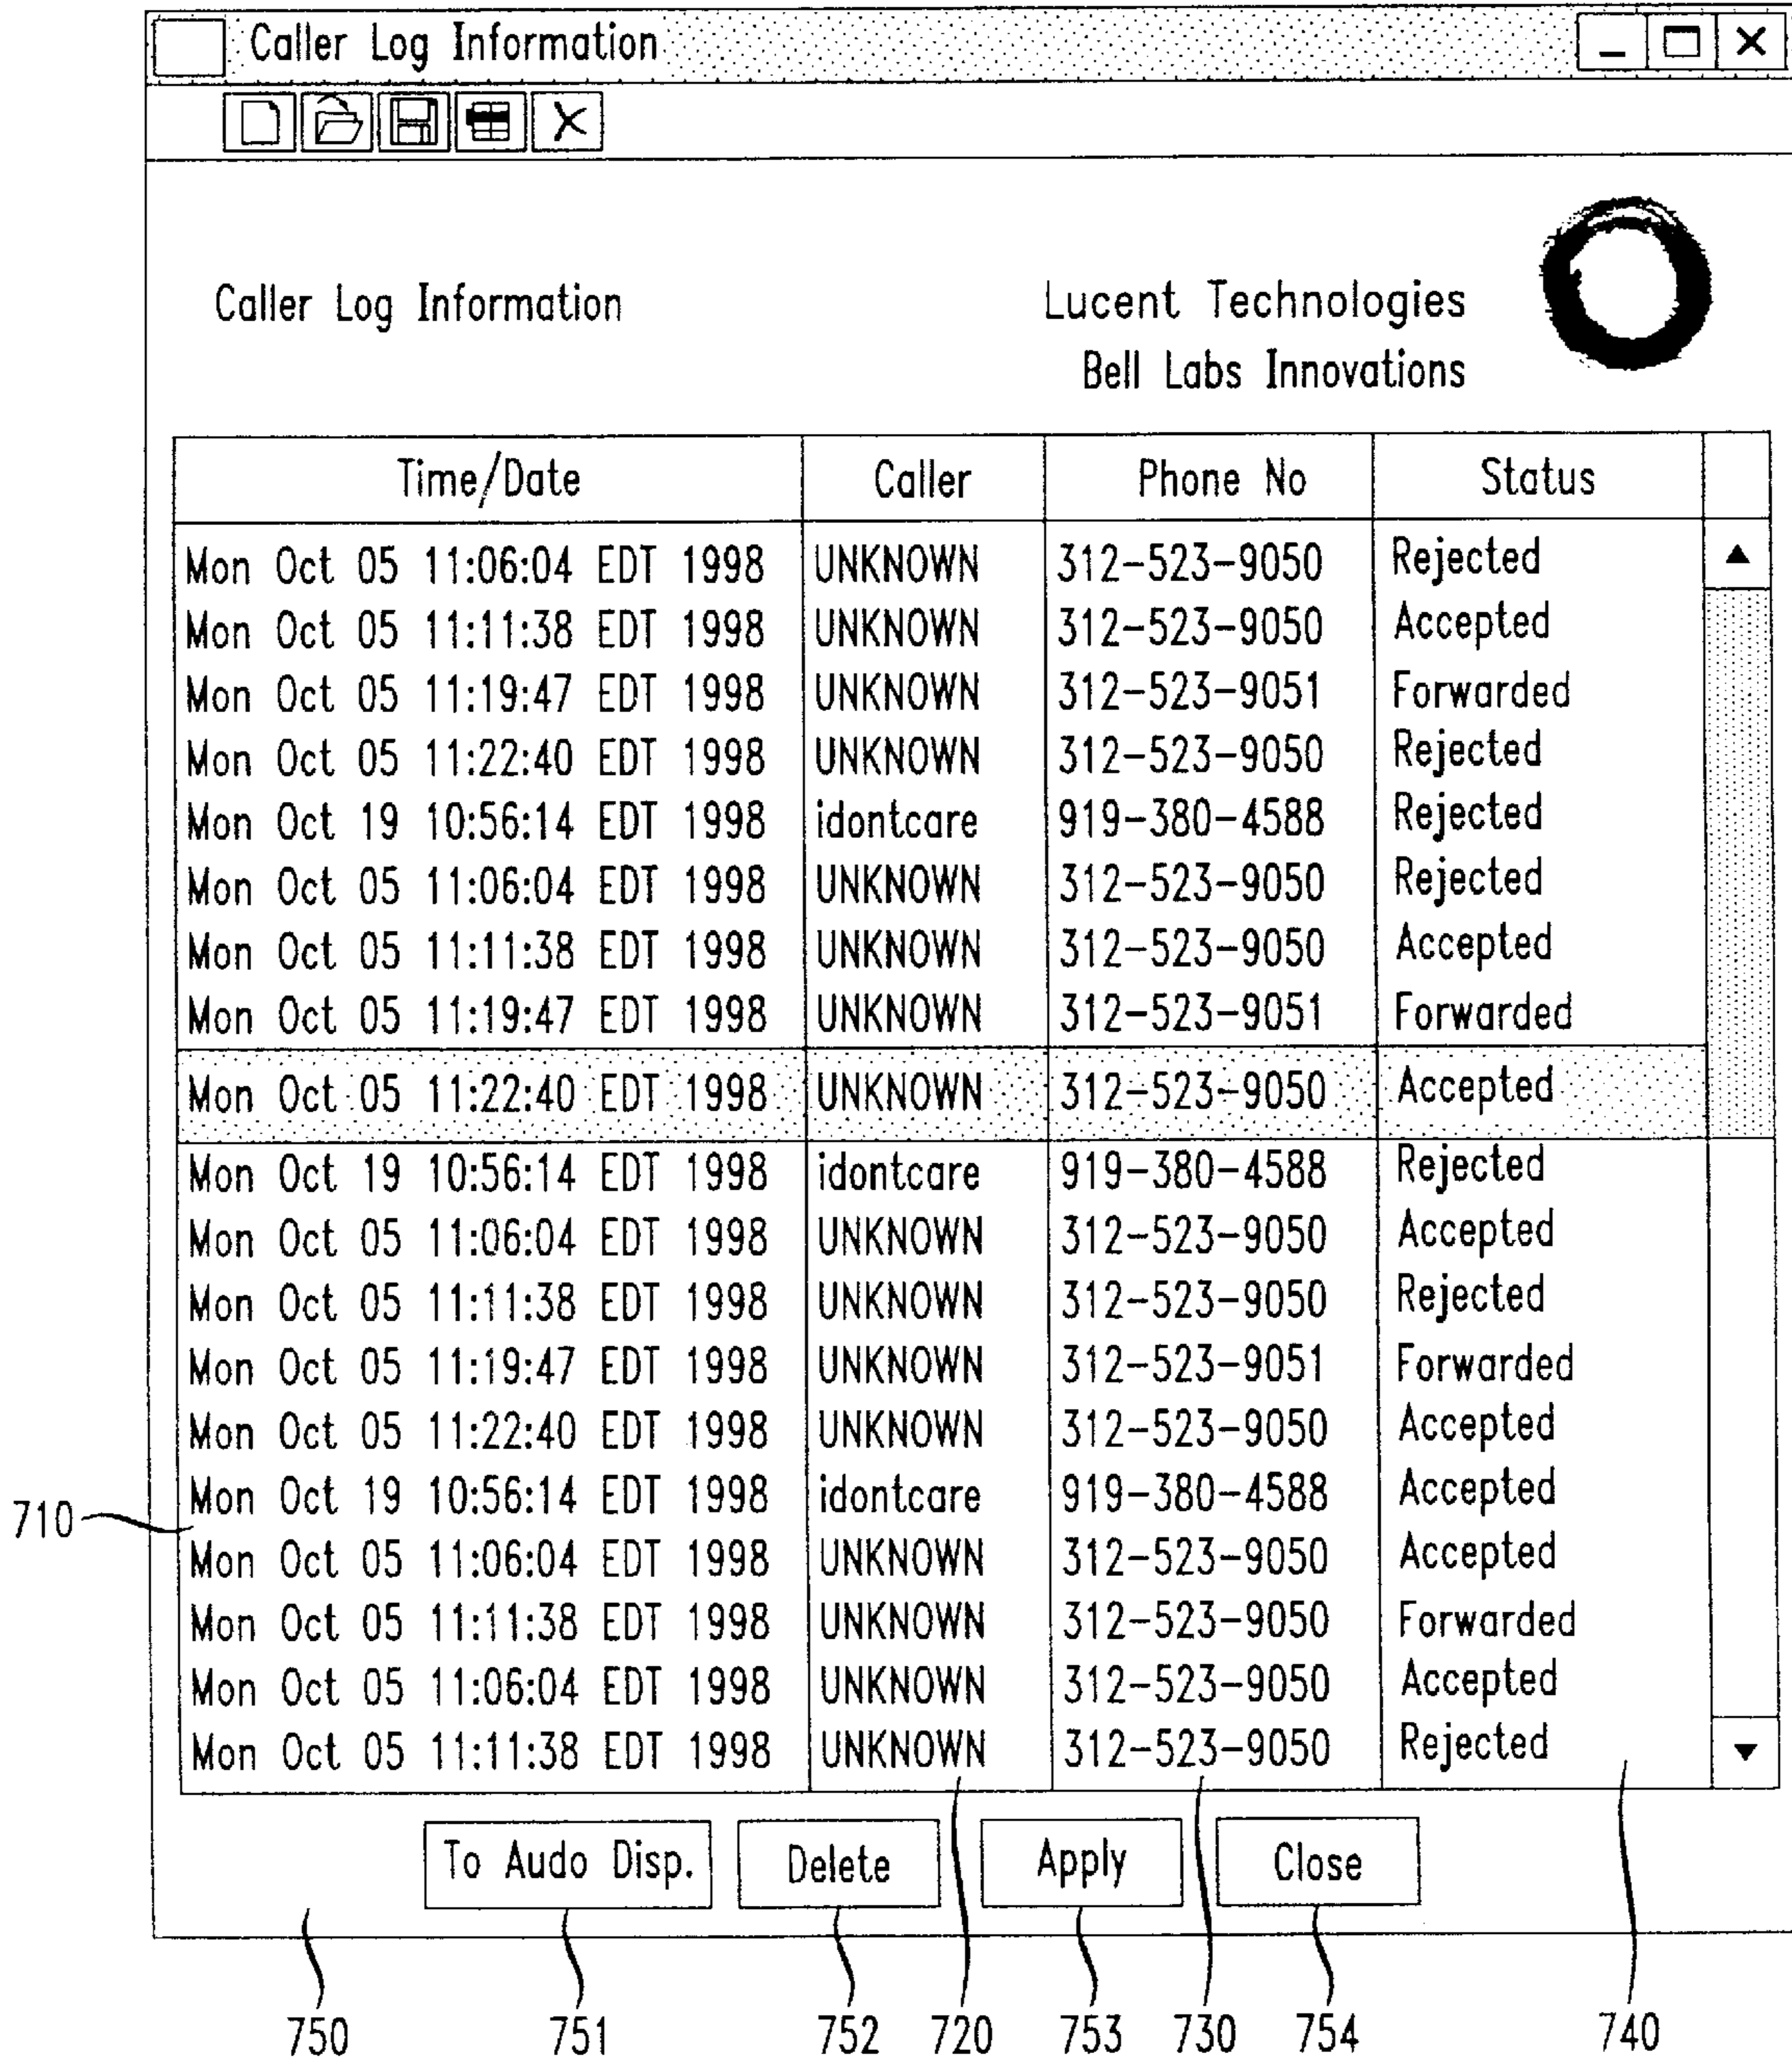 Caller Log Information
Caller Log Information
Lucent Technologies
Bell Labs Innovations
Time/Date Caller Phone No Status
Mon Oct 05 11:06:04 EDT 1998 UNKNOWN 312-523-9050 Rejected
Mon Oct 05 11:11:38 EDT 1998 UNKNOWN 312-523-9050 Accepted
Mon Oct 05 11:19:47 EDT 1998 UNKNOWN 312-523-9051 Forwarded
Mon Oct 05 11:22:40 EDT 1998 UNKNOWN 312-523-9050 Rejected
Mon Oct 19 10:56:14 EDT 1998 idontcare 919-380-4588 Rejected
Mon Oct 05 11:06:04 EDT 1998 UNKNOWN 312-523-9050 Rejected
Mon Oct 05 11:11:38 EDT 1998 UNKNOWN 312-523-9050 Accepted
Mon Oct 05 11:19:47 EDT 1998 UNKNOWN 312-523-9051 Forwarded
Mon Oct 05 11:22:40 EDT 1998 UNKNOWN 312-523-9050 Accepted
Mon Oct 19 10:56:14 EDT 1998 idontcare 919-380-4588 Rejected
Mon Oct 05 11:06:04 EDT 1998 UNKNOWN 312-523-9050 Accepted
Mon Oct 05 11:11:38 EDT 1998 UNKNOWN 312-523-9050 Rejected
Mon Oct 05 11:19:47 EDT 1998 UNKNOWN 312-523-9051 Forwarded
Mon Oct 05 11:22:40 EDT 1998 UNKNOWN 312-523-9050 Accepted
Mon Oct 19 10:56:14 EDT 1998 idontcare 919-380-4588 Accepted
710
Mon Oct 05 11:06:04 EDT 1998 UNKNOWN 312-523-9050 Accepted
Mon Oct 05 11:11:38 EDT 1998 UNKNOWN 312-523-9050 Forwarded
Mon Oct 05 11:06:04 EDT 1998 UNKNOWN 312-523-9050 Accepted
Mon Oct 05 11:11:38 EDT 1998 UNKNOWN 312-523-9050 Rejected
To Audo Disp. Delete Apply Close
750 751 752 720 753 730 754 740